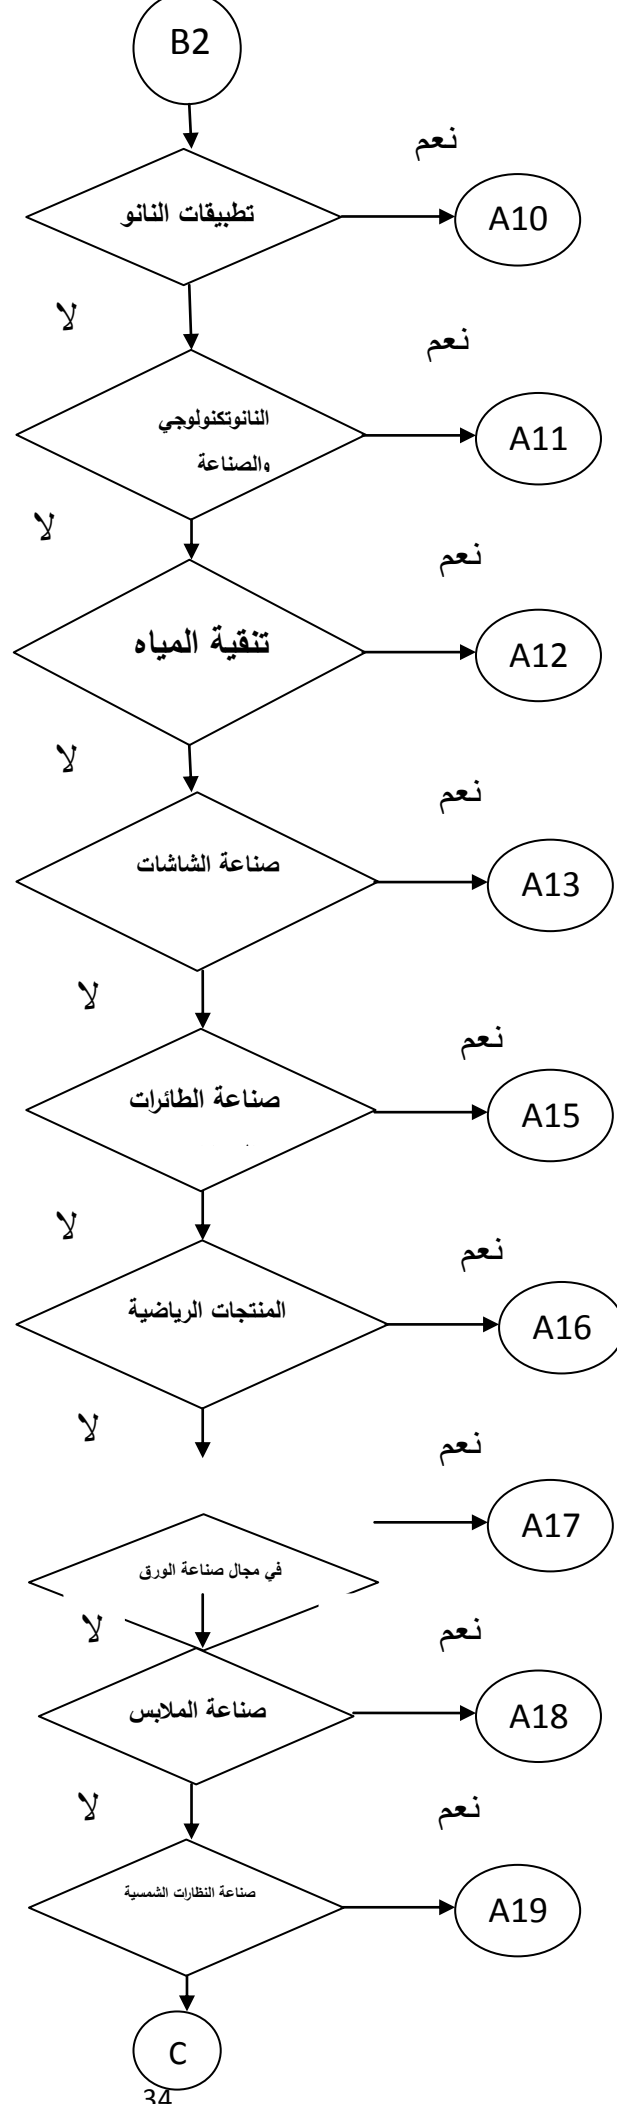 B2
نعم
تطبيقات النانو
A10
لا
نعم
النانوتكنولوجي
والصناعة
A11
لا
نعم
تنقية المياه
A12
لا
نعم
صناعة الشاشات
A13
لا
نعم
صناعة الطائرات
A15
لا
نعم
المنتجات الرياضية
A16
لا
نعم
A17
في مجال صناعة الورق
لا
نعم
صناعة الملابس
A18
لا
نعم
صناعة النظارات الشمسية
A19
C
34